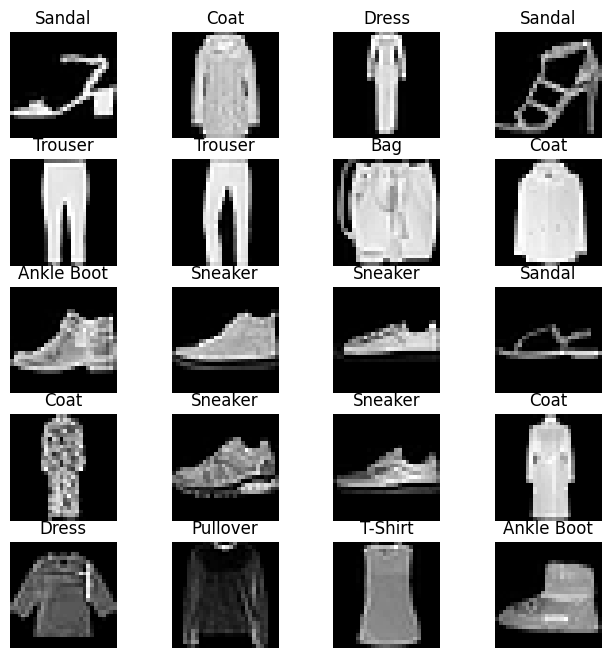 Sandal Coat Dress Sandal
Trouser Trouser Bag Coat
Ankle Boot Sneaker Sneaker Sandal
Coat Sneaker Sneaker Coat
Dress Pullover T-Shirt Ankle Boot